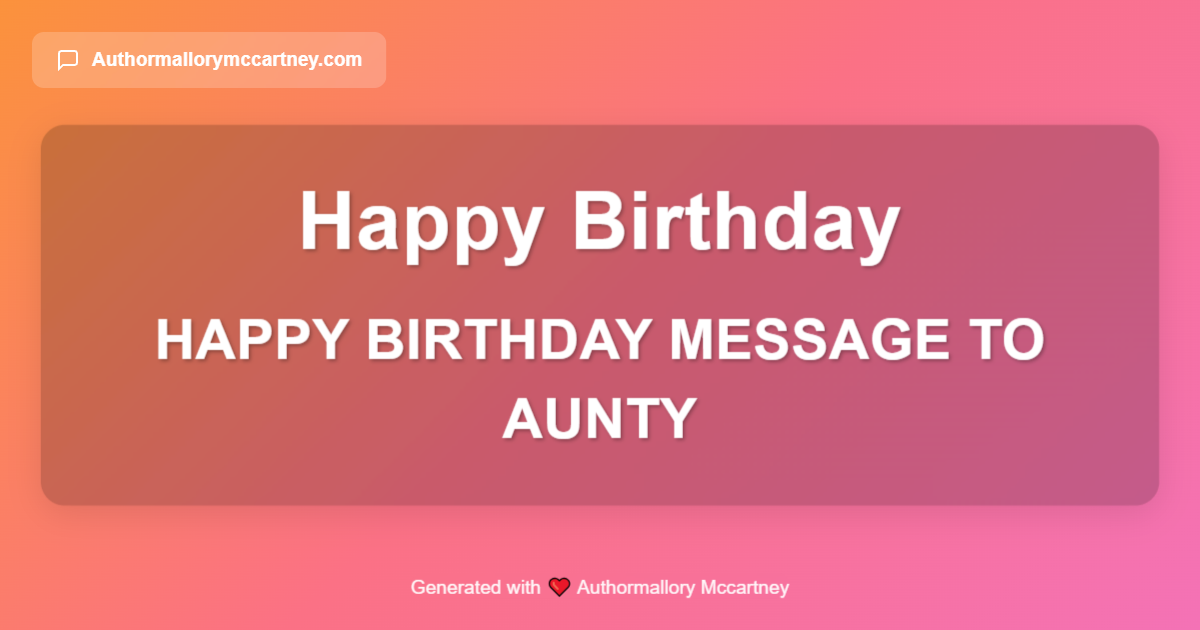 Authormallorymccartney.com
Happy Birthday
HAPPY BIRTHDAY MESSAGE TO
AUNTY
Generated with ❤️ Authormallory Mccartney